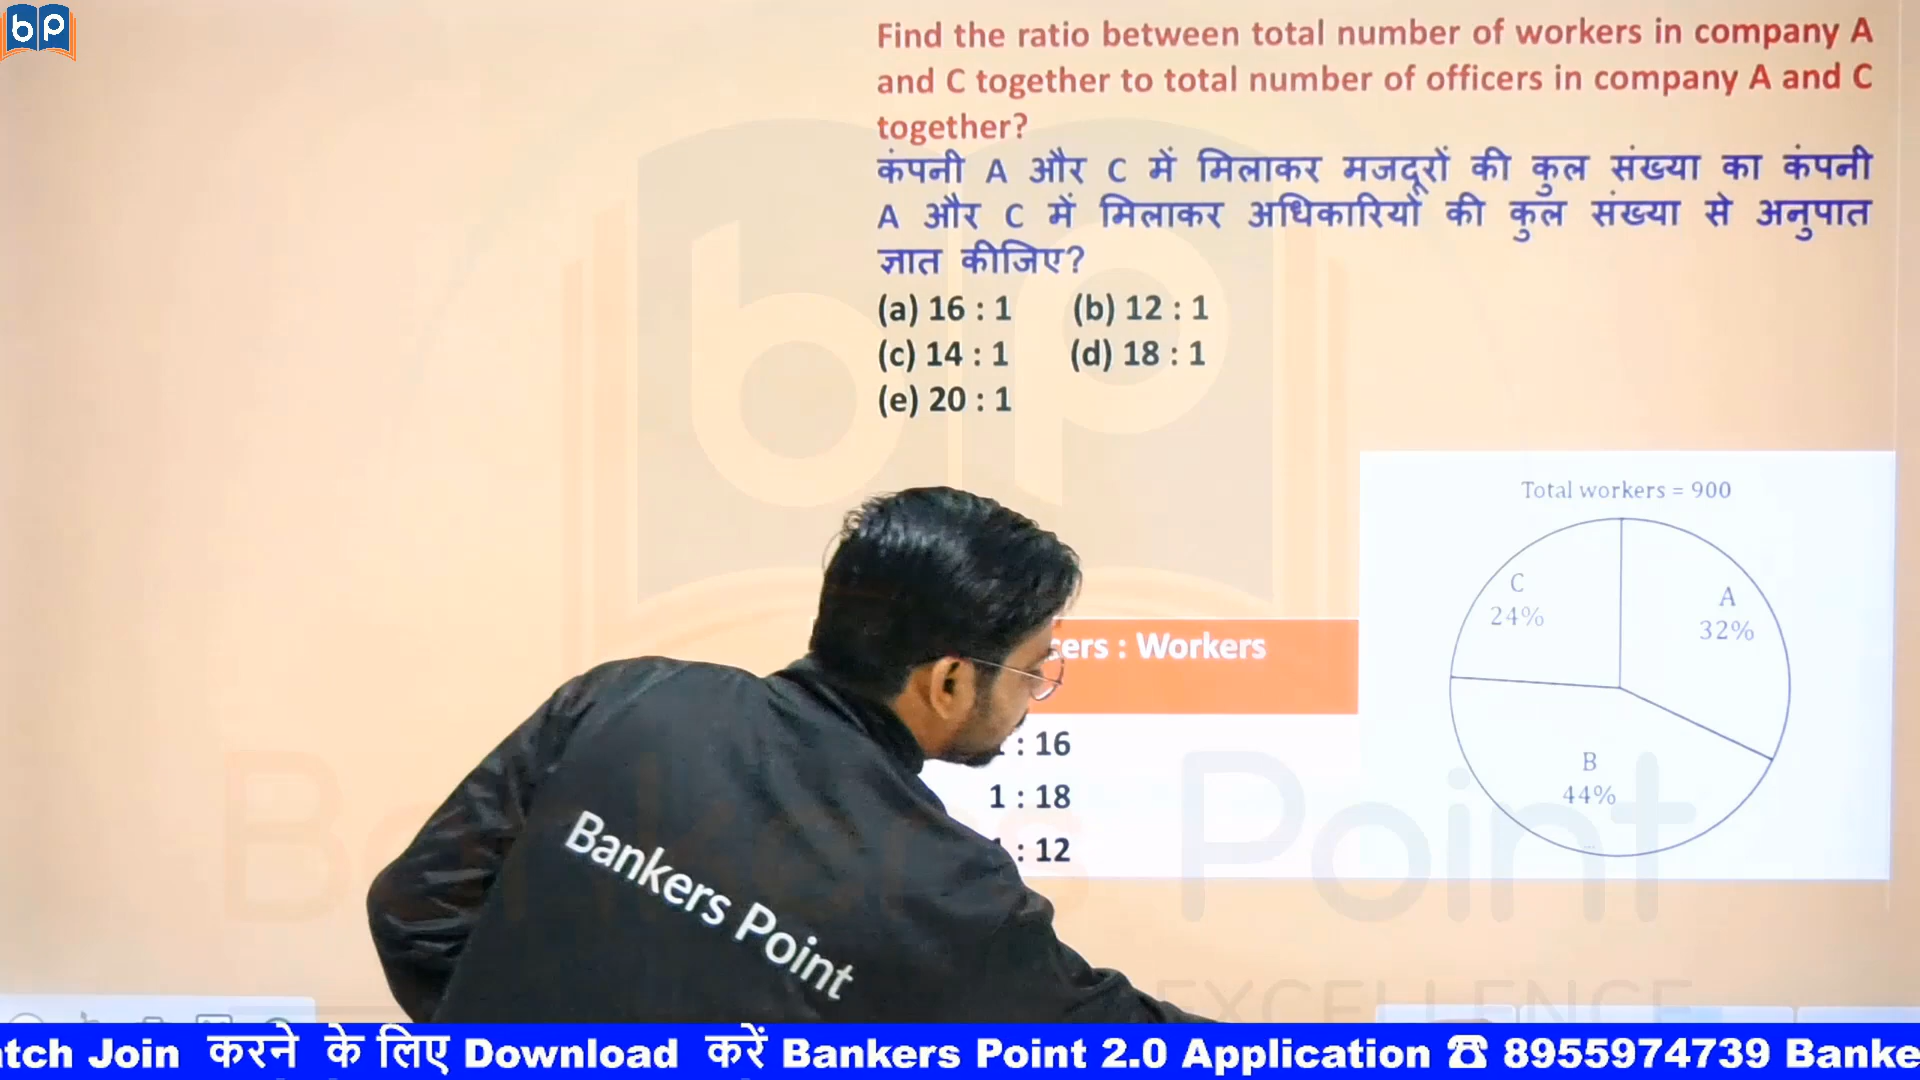 bp
Find the ratio between total number of workers in company A
and C together to total number of officers in company A and C
together?
कंपनी A और C में मिलाकर मजदूरों की कुल संख्या का कंपनी
A और C में मिलाकर अधिकारियों की कुल संख्या से अनुपात
ज्ञात कीजिए?
(a) 16 : 1 (b) 12 : 1
(c) 14 : 1 (d) 18 : 1
(e) 20 : 1
Total workers = 900
C
24%
A
32%
B
44%
: Workers
: 16
1 : 18
: 12
Bankers Point
Bankers Point
EXCELLENCE
Join करने के लिए Download करें Bankers Point 2.0 Application ☎ 8955974739